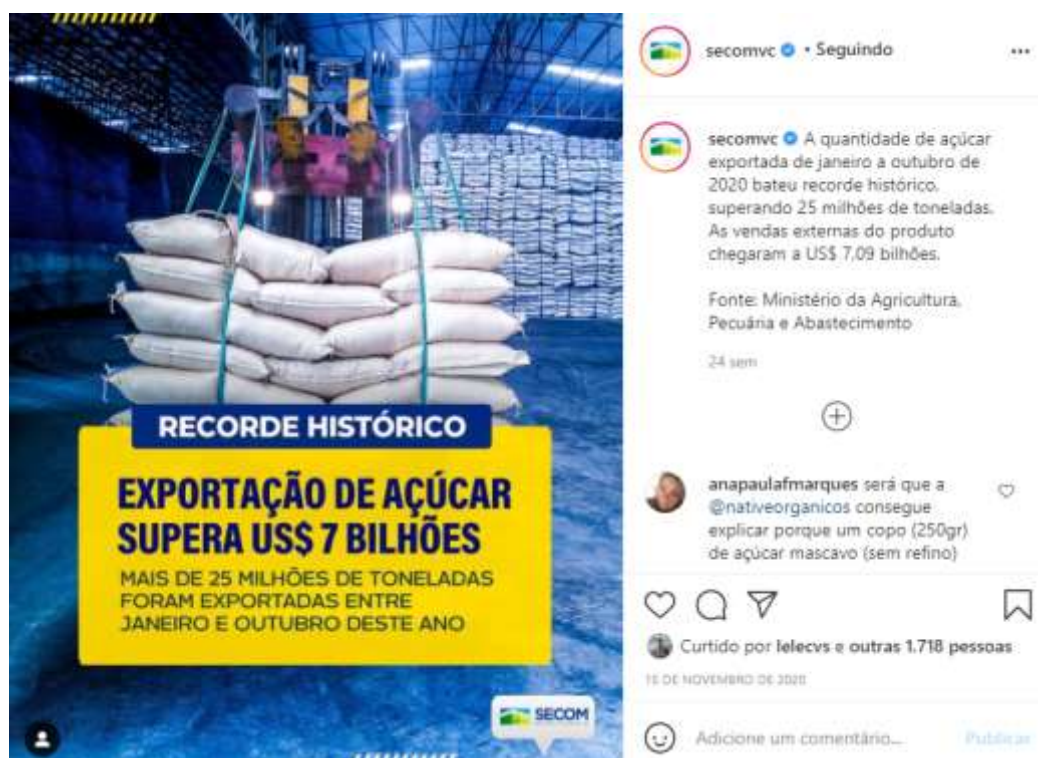 RECORDE HISTÓRICO
EXPORTAÇÃO DE AÇÚCAR
SUPERA US$ 7 BILHÕES
MAIS DE 25 MILHÕES DE TONELADAS
FORAM EXPORTADAS ENTRE
JANEIRO E OUTUBRO DESTE ANO
SECOM
secomvc • Seguindo
secomvc A quantidade de açúcar
exportada de janeiro a outubro de
2020 bateu recorde histórico,
superando 25 milhões de toneladas.
As vendas externas do produto
chegaram a US$ 7,09 bilhões.
Fonte: Ministério da Agricultura,
Pecuária e Abastecimento
24 sem
anapaulafmarques será que a
@nativeorganicos consegue
explicar porque um copo (250gr)
de açúcar mascavo (sem refino)
Curtido por lelecvs e outras 1.718 pessoas
DE NOVEMBRO DE 2020
Adicione um comentário...
Publicar